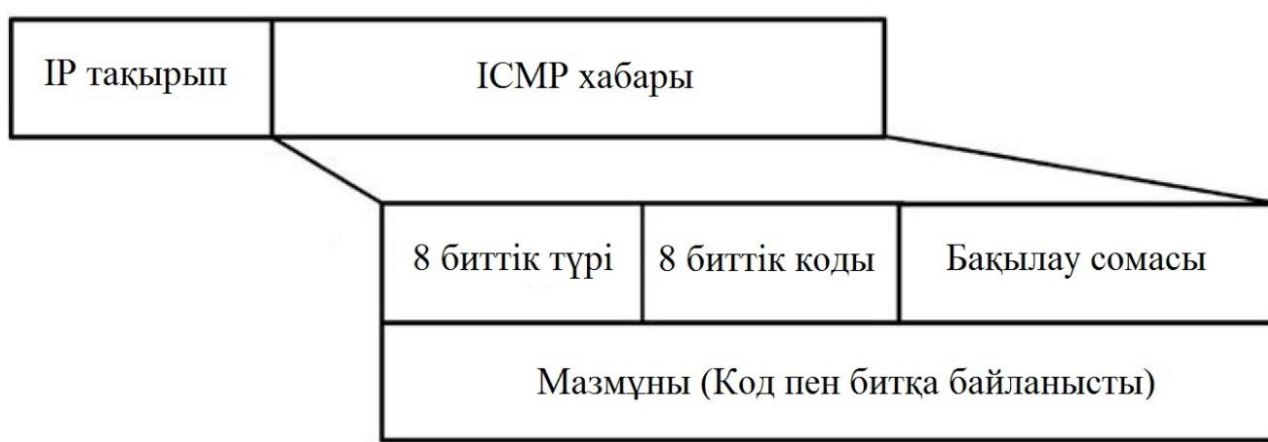 IP тақырып
ICMP хабары
8 биттік түрі
8 биттік коды
Бақылау сомасы
Мазмұны (Код пен битқа байланысты)